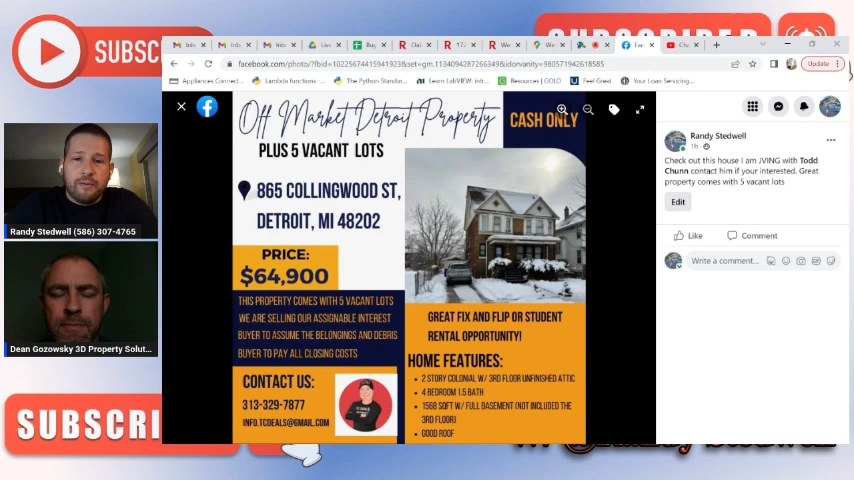 SUBSC
SUBSCRIBED
Update
facebook.com/photo/?fbid=10225674415941923&set=gm.1134094287266349&idorvanity=980571942618585
Appliances Connect...
Lambda functions -...
The Python Standar...
Learn LabVIEW: intr...
Resources | GOLO
Feel Great
Your Loan Servicing...
Off Market Detroit Property
CASH ONLY
PLUS 5 VACANT LOTS
865 COLLINGWOOD ST,
DETROIT, MI 48202
PRICE:
$64,900
THIS PROPERTY COMES WITH 5 VACANT LOTS
WE ARE SELLING OUR ASSIGNABLE INTEREST
BUYER TO ASSUME THE BELONGINGS AND DEBRIS
BUYER TO PAY ALL CLOSING COSTS
CONTACT US:
313-329-7877
INFO.TCDEALS@GMAIL.COM
GREAT FIX AND FLIP OR STUDENT
RENTAL OPPORTUNITY!
HOME FEATURES:
2 STORY COLONIAL W/ 3RD FLOOR UNFINISHED ATTIC
4 BEDROOM 1.5 BATH
1568 SQFT W/ FULL BASEMENT (NOT INCLUDED THE
3RD FLOOR)
GOOD ROOF
Randy Stedwell
1h
Check out this house I am JVING with Todd
Chunn contact him if your interested. Great
property comes with 5 vacant lots
Edit
Like
Comment
Write a comment...
Randy Stedwell (586) 307-4765
Dean Gozowsky 3D Property Solut...
SUBSCRI